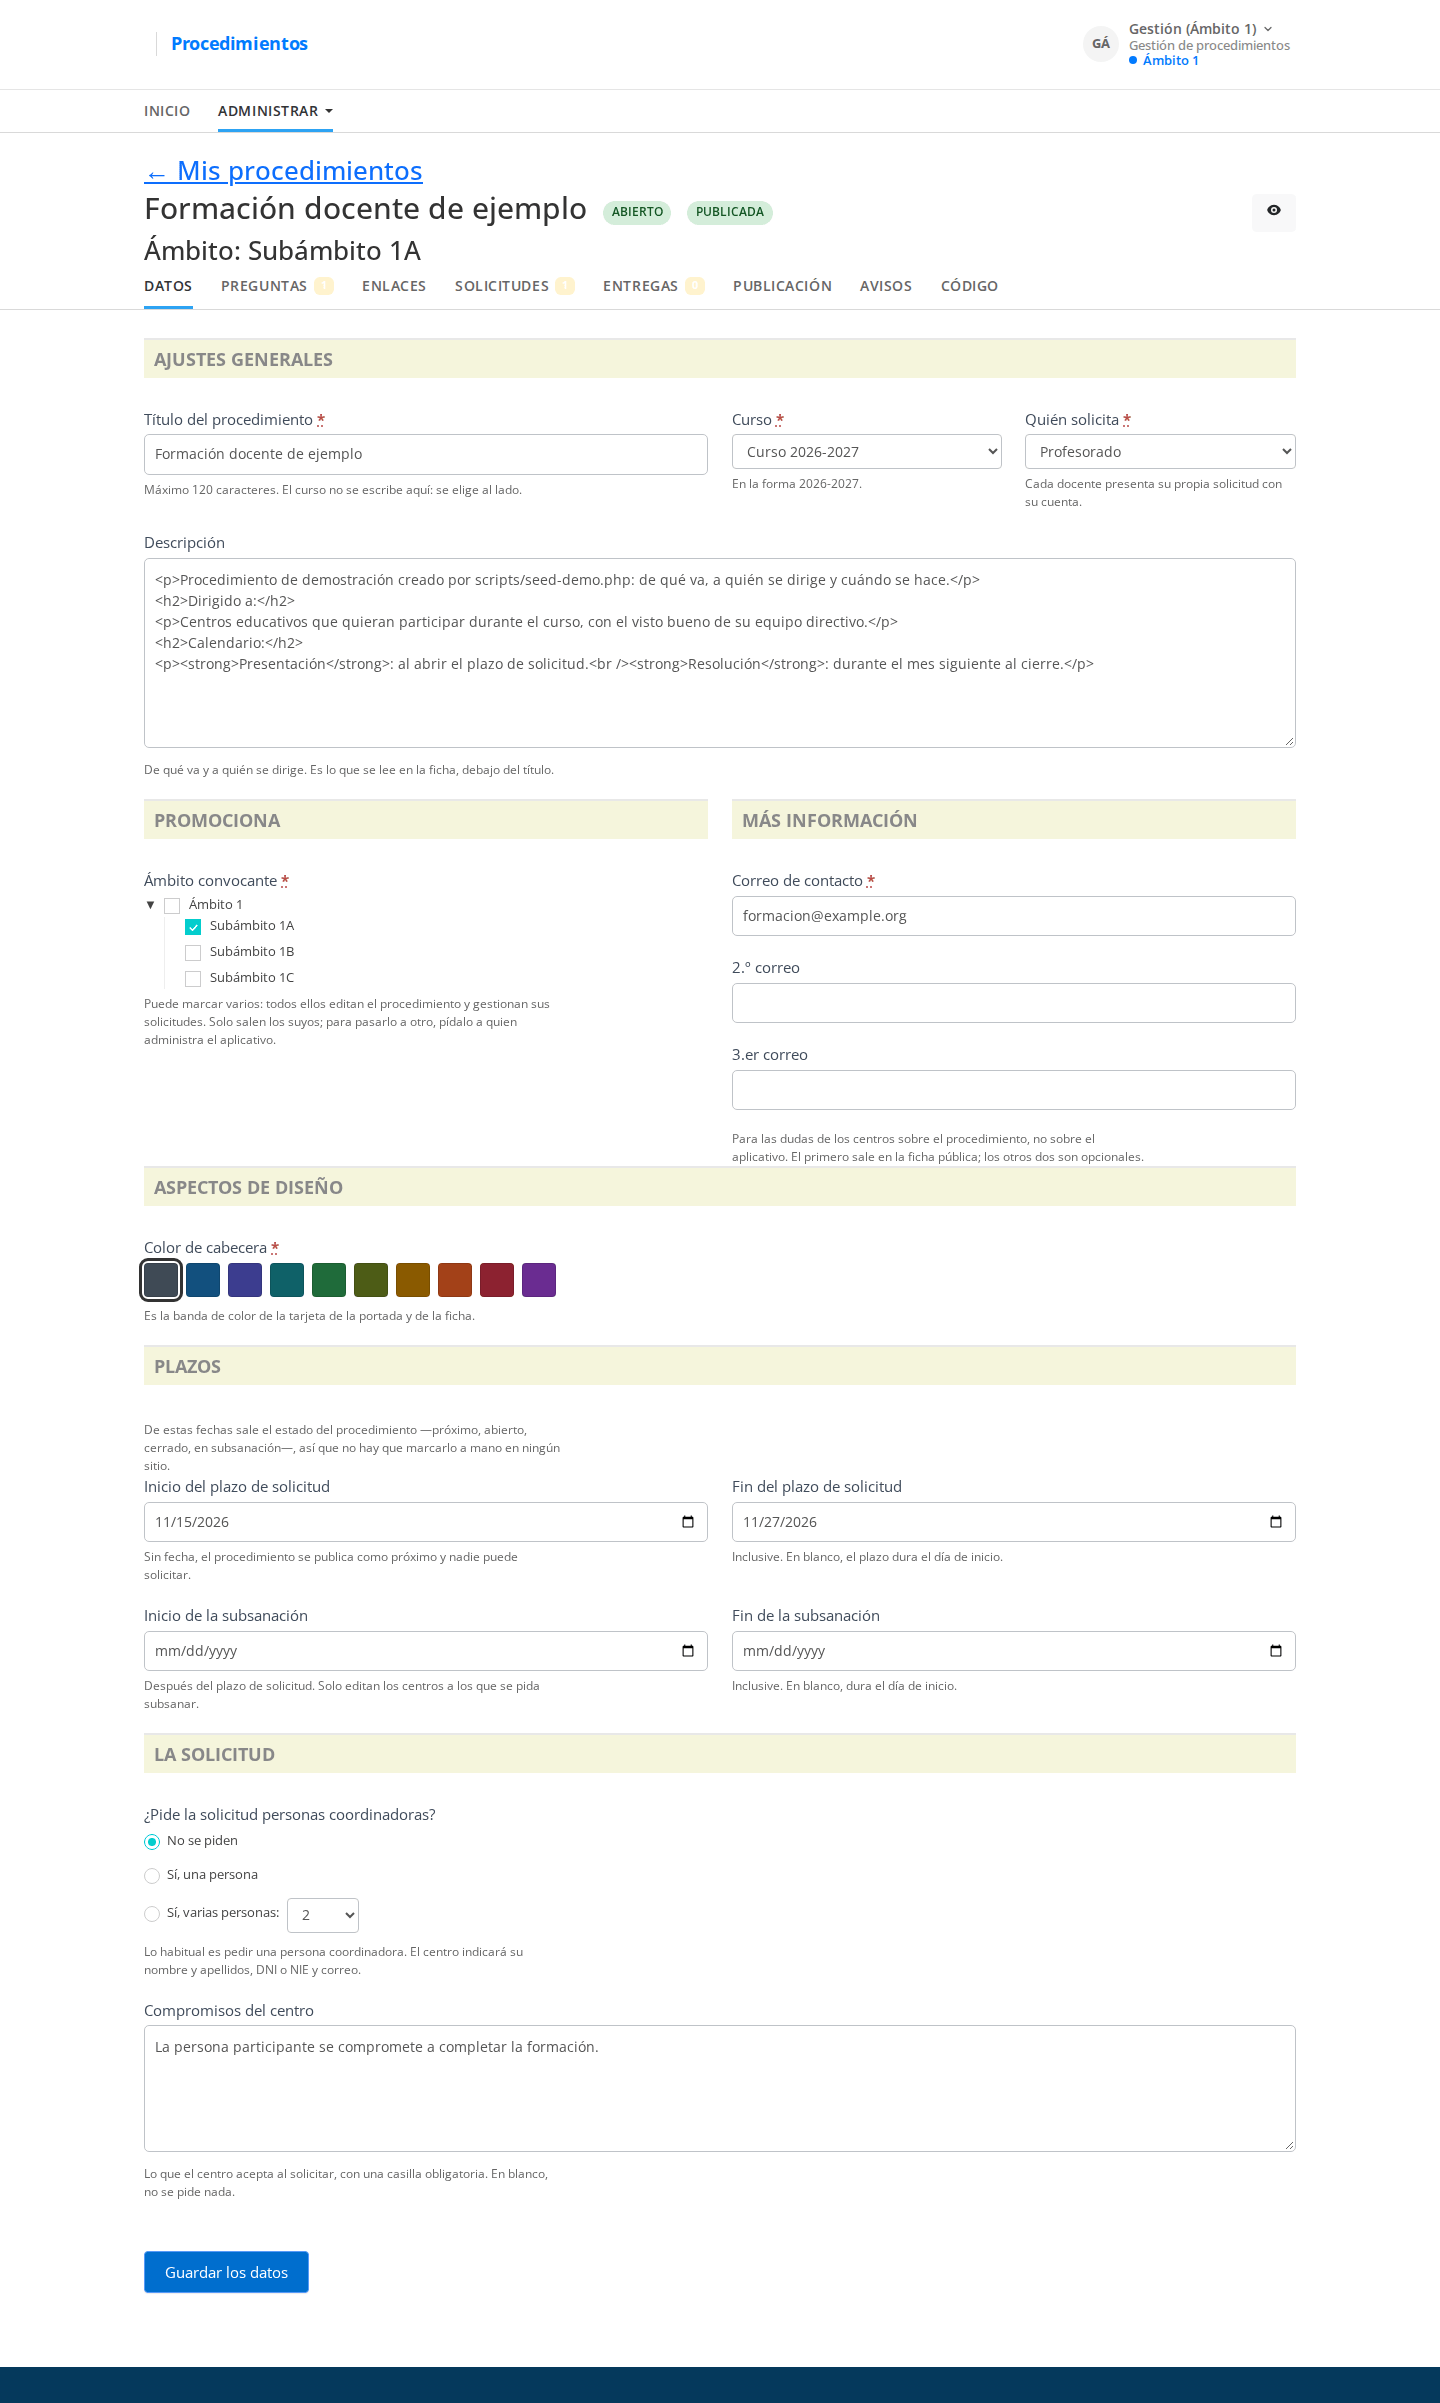 Procedimientos
GÁ
Gestión (Ámbito 1)
Gestión de procedimientos
Ámbito 1
INICIO
ADMINISTRAR
← Mis procedimientos
Formación docente de ejemplo
ABIERTO
PUBLICADA
Ámbito: Subámbito 1A
DATOS
PREGUNTAS 1
ENLACES
SOLICITUDES 1
ENTREGAS 0
PUBLICACIÓN
AVISOS
CÓDIGO
AJUSTES GENERALES
Título del procedimiento *
Formación docente de ejemplo
Máximo 120 caracteres. El curso no se escribe aquí: se elige al lado.
Curso *
Curso 2026-2027
En la forma 2026-2027.
Quién solicita *
Profesorado
Cada docente presenta su propia solicitud con
su cuenta.
Descripción
<p>Procedimiento de demostración creado por scripts/seed-demo.php: de qué va, a quién se dirige y cuándo se hace.</p>
<h2>Dirigido a:</h2>
<p>Centros educativos que quieran participar durante el curso, con el visto bueno de su equipo directivo.</p>
<h2>Calendario:</h2>
<p><strong>Presentación</strong>: al abrir el plazo de solicitud.<br /><strong>Resolución</strong>: durante el mes siguiente al cierre.</p>
De qué va y a quién se dirige. Es lo que se lee en la ficha, debajo del título.
PROMOCIONA
Ámbito convocante *
▼ Ámbito 1
Subámbito 1A
Subámbito 1B
Subámbito 1C
Puede marcar varios: todos ellos editan el procedimiento y gestionan sus
solicitudes. Solo salen los suyos; para pasarlo a otro, pídalo a quien
administra el aplicativo.
MÁS INFORMACIÓN
Correo de contacto *
formacion@example.org
2.º correo
3.er correo
Para las dudas de los centros sobre el procedimiento, no sobre el
aplicativo. El primero sale en la ficha pública; los otros dos son opcionales.
ASPECTOS DE DISEÑO
Color de cabecera *
Es la banda de color de la tarjeta de la portada y de la ficha.
PLAZOS
De estas fechas sale el estado del procedimiento —próximo, abierto,
cerrado, en subsanación—, así que no hay que marcarlo a mano en ningún
sitio.
Inicio del plazo de solicitud
11/15/2026
Sin fecha, el procedimiento se publica como próximo y nadie puede
solicitar.
Fin del plazo de solicitud
11/27/2026
Inclusive. En blanco, el plazo dura el día de inicio.
Inicio de la subsanación
mm/dd/yyyy
Después del plazo de solicitud. Solo editan los centros a los que se pida
subsanar.
Fin de la subsanación
mm/dd/yyyy
Inclusive. En blanco, dura el día de inicio.
LA SOLICITUD
¿Pide la solicitud personas coordinadoras?
No se piden
Sí, una persona
Sí, varias personas: 2
Lo habitual es pedir una persona coordinadora. El centro indicará su
nombre y apellidos, DNI o NIE y correo.
Compromisos del centro
La persona participante se compromete a completar la formación.
Lo que el centro acepta al solicitar, con una casilla obligatoria. En blanco,
no se pide nada.
Guardar los datos